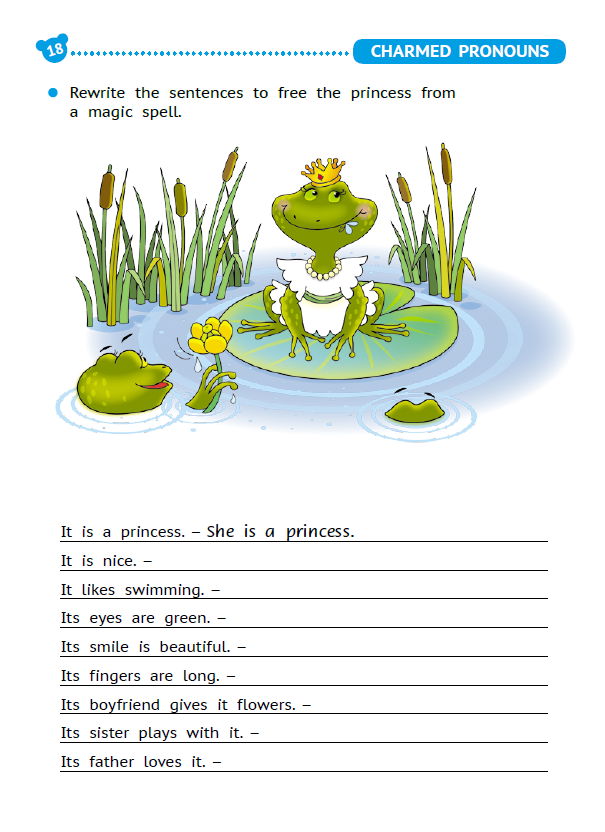 18
CHARMED PRONOUNS
Rewrite the sentences to free the princess from
a magic spell.
It is a princess. – She is a princess.
It is nice. –
It likes swimming. –
Its eyes are green. –
Its smile is beautiful. –
Its fingers are long. –
Its boyfriend gives it flowers. –
Its sister plays with it. –
Its father loves it. –